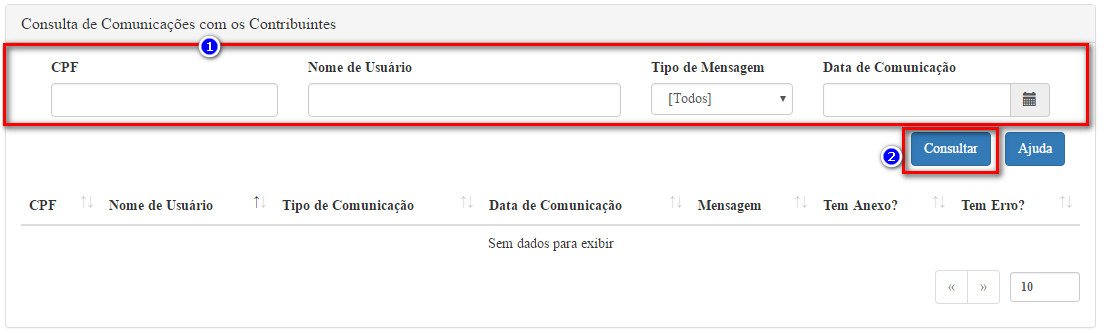 Consulta de Comunicações com os Contribuintes
1
CPF Nome de Usuário Tipo de Mensagem Data de Comunicação
[Todos]
2 Consultar Ajuda
CPF Nome de Usuário Tipo de Comunicação Data de Comunicação Mensagem Tem Anexo? Tem Erro?
Sem dados para exibir
« » 10